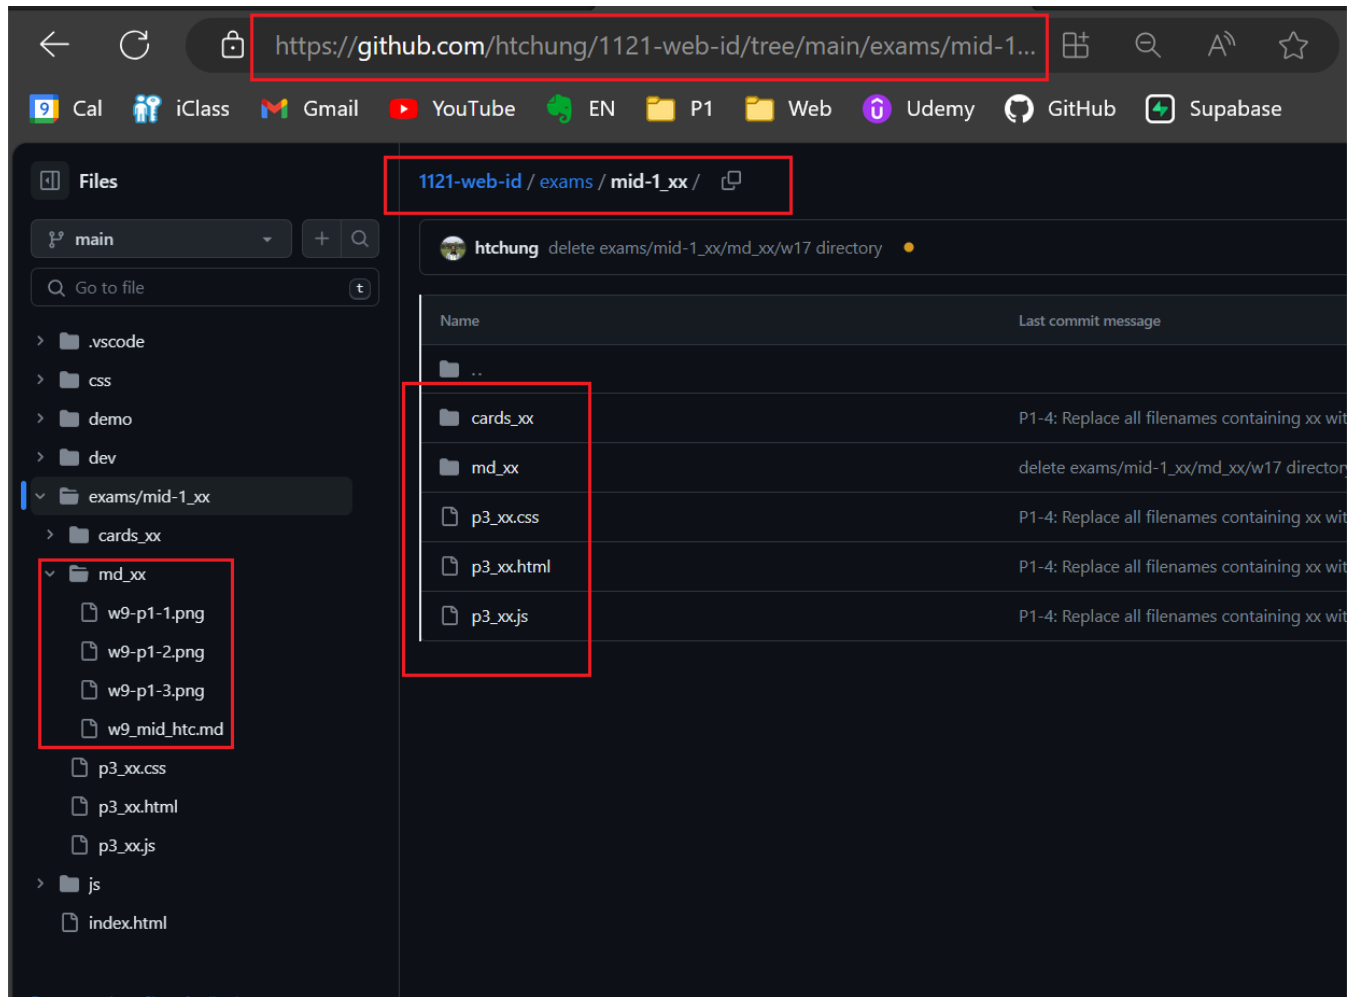 https://github.com/htchung/1121-web-id/tree/main/exams/mid-1...
9 Cal iClass Gmail YouTube EN P1 Web Udemy GitHub Supabase
Files
main
Go to file t
.vscode
css
demo
dev
exams/mid-1_xx
cards_xx
md_xx
w9-p1-1.png
w9-p1-2.png
w9-p1-3.png
w9_mid_htc.md
p3_xx.css
p3_xx.html
p3_xx.js
js
index.html
1121-web-id / exams / mid-1_xx /
htchung delete exams/mid-1_xx/md_xx/w17 directory
Name Last commit message
..
cards_xx P1-4: Replace all filenames containing xx wit
md_xx delete exams/mid-1_xx/md_xx/w17 directory
p3_xx.css P1-4: Replace all filenames containing xx wit
p3_xx.html P1-4: Replace all filenames containing xx wit
p3_xx.js P1-4: Replace all filenames containing xx wit